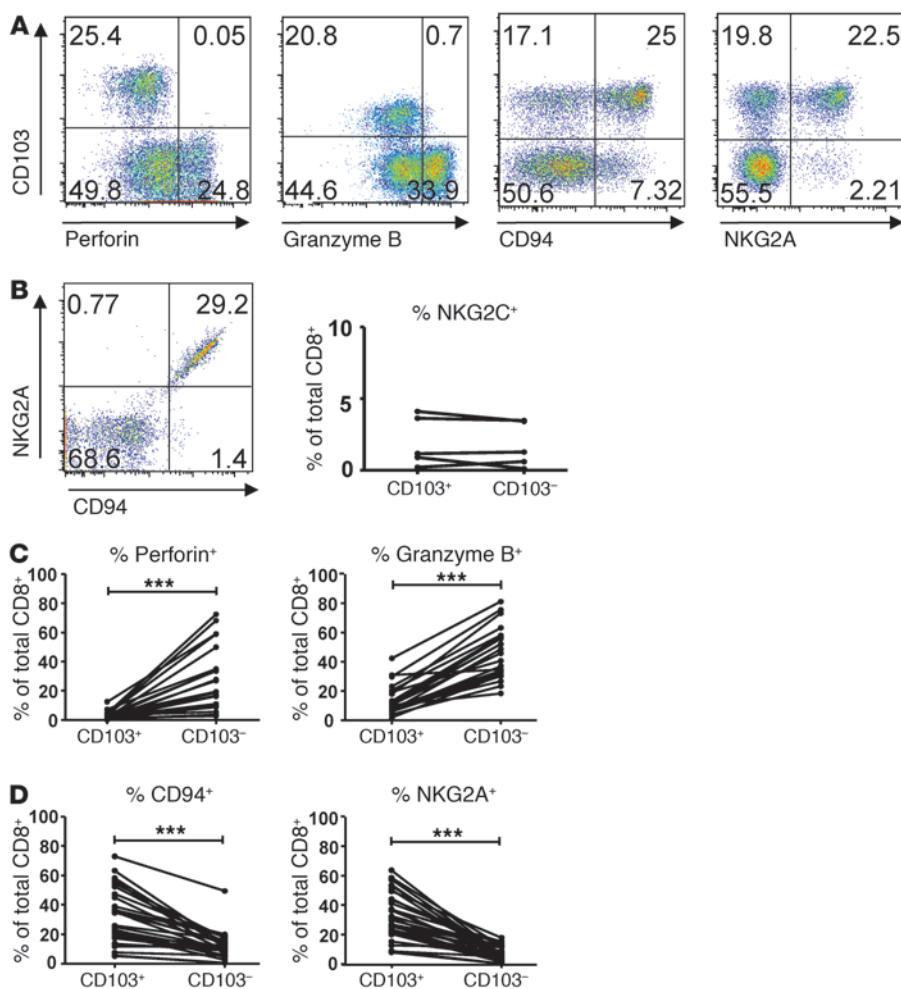 A
CD103
25.4 0.05
49.8 24.8
Perforin
20.8 0.7
44.6 33.9
Granzyme B
17.1 25
50.6 7.32
CD94
19.8 22.5
55.5 2.21
NKG2A
B
NKG2A
0.77 29.2
68.6 1.4
CD94
% NKG2C⁺
% of total CD8⁺
10
5
0
CD103⁺ CD103⁻
C
% Perforin⁺
***
% of total CD8⁺
100
80
60
40
20
0
CD103⁺ CD103⁻
% Granzyme B⁺
***
% of total CD8⁺
100
80
60
40
20
0
CD103⁺ CD103⁻
D
% CD94⁺
***
% of total CD8⁺
100
80
60
40
20
0
CD103⁺ CD103⁻
% NKG2A⁺
***
% of total CD8⁺
100
80
60
40
20
0
CD103⁺ CD103⁻